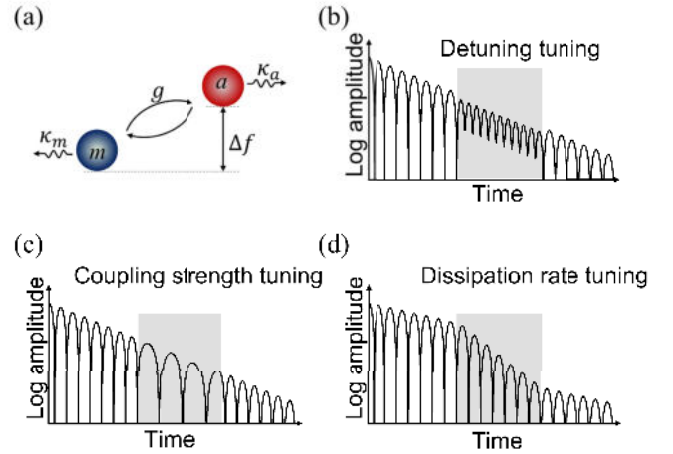 (a)
κₐ
a
g
κₘ
m
Δf
(b)
Detuning tuning
Log amplitude
Time
(c)
Coupling strength tuning
Log amplitude
Time
(d)
Dissipation rate tuning
Log amplitude
Time